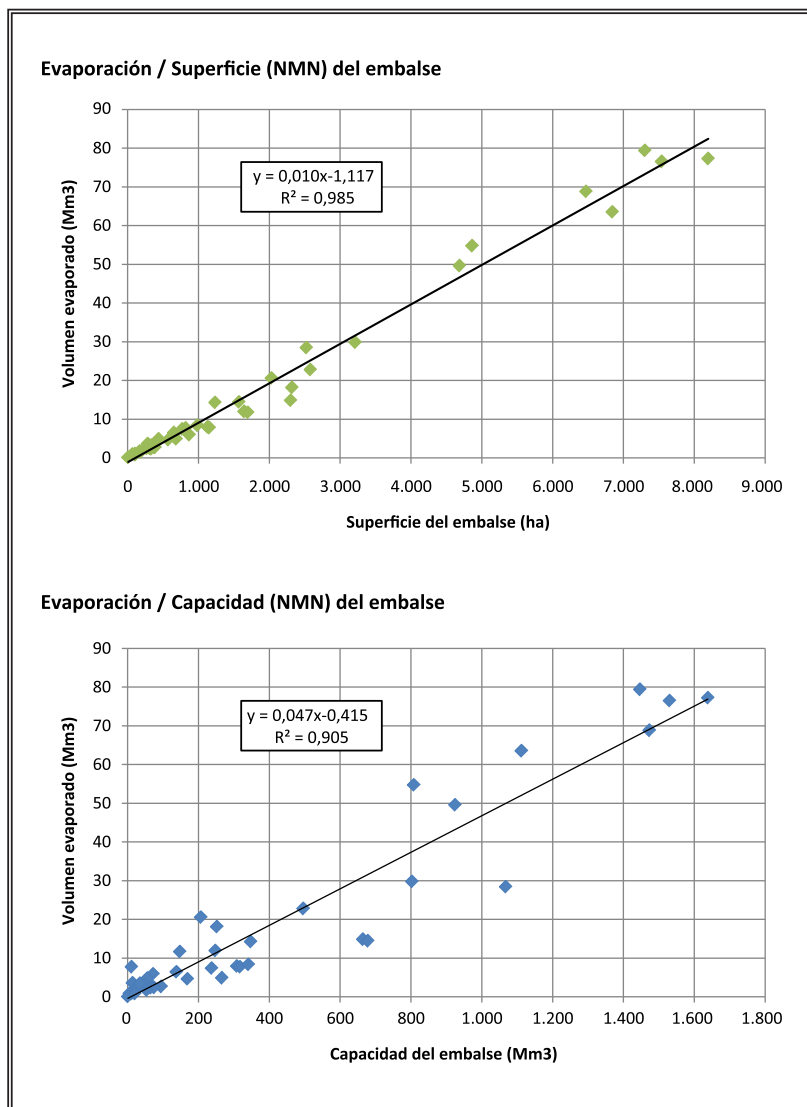 Evaporación / Superficie (NMN) del embalse
90
80
70
60
50
40
30
20
10
0
Volumen evaporado (Mm3)
y = 0,010x-1,117
R² = 0,985
0 1.000 2.000 3.000 4.000 5.000 6.000 7.000 8.000 9.000
Superficie del embalse (ha)
Evaporación / Capacidad (NMN) del embalse
90
80
70
60
50
40
30
20
10
0
Volumen evaporado (Mm3)
y = 0,047x-0,415
R² = 0,905
0 200 400 600 800 1.000 1.200 1.400 1.600 1.800
Capacidad del embalse (Mm3)